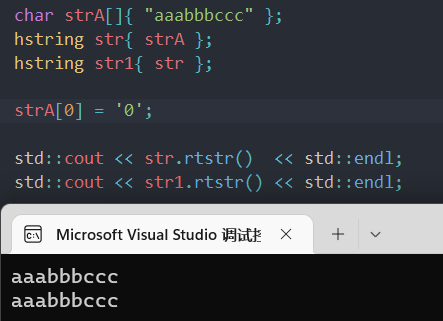 char strA[]{ "aaabbbccc" };
hstring str{ strA };
hstring str1{ str };
strA[0] = '0';
std::cout << str.rtstr()  << std::endl;
std::cout << str1.rtstr() << std::endl;
Microsoft Visual Studio 调试
aaabbbccc
aaabbbccc